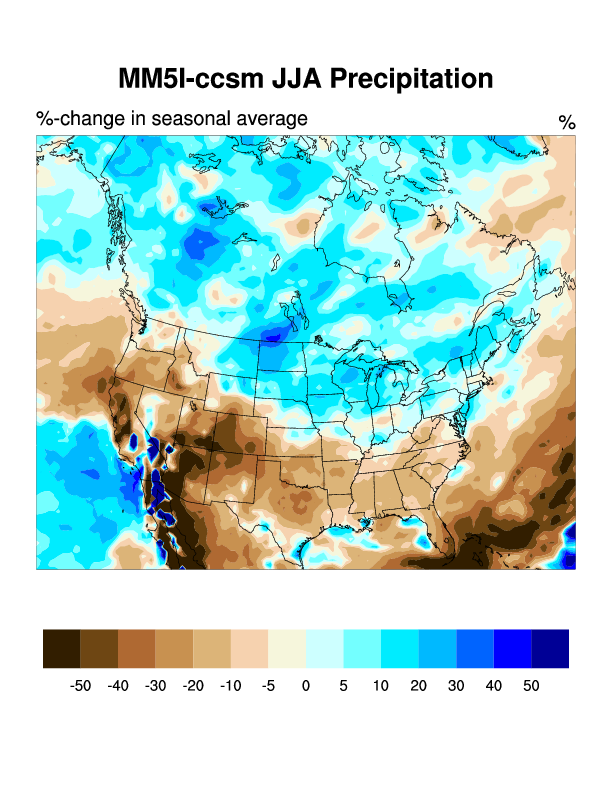 MM5I-ccsm JJA Precipitation
%-change in seasonal average %
-50 -40 -30 -20 -10 -5 0 5 10 20 30 40 50